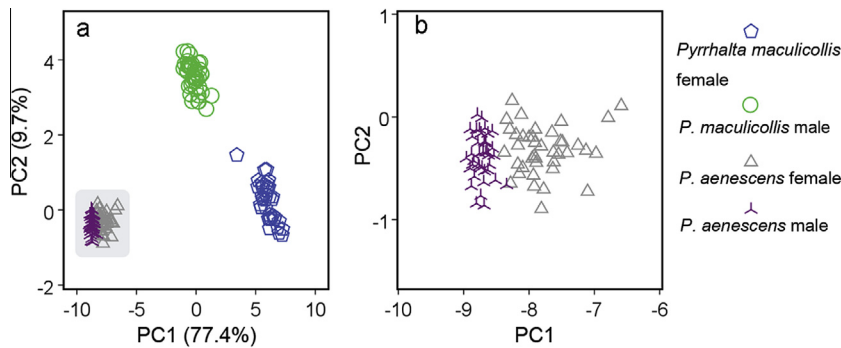 a
4
2
0
-2
PC2 (9.7%)
-10 -5 0 5 10
PC1 (77.4%)
b
1
0
-1
PC2
-10 -9 -8 -7 -6
PC1
Pyrrhalta maculicollis
female
P. maculicollis male
P. aenescens female
P. aenescens male